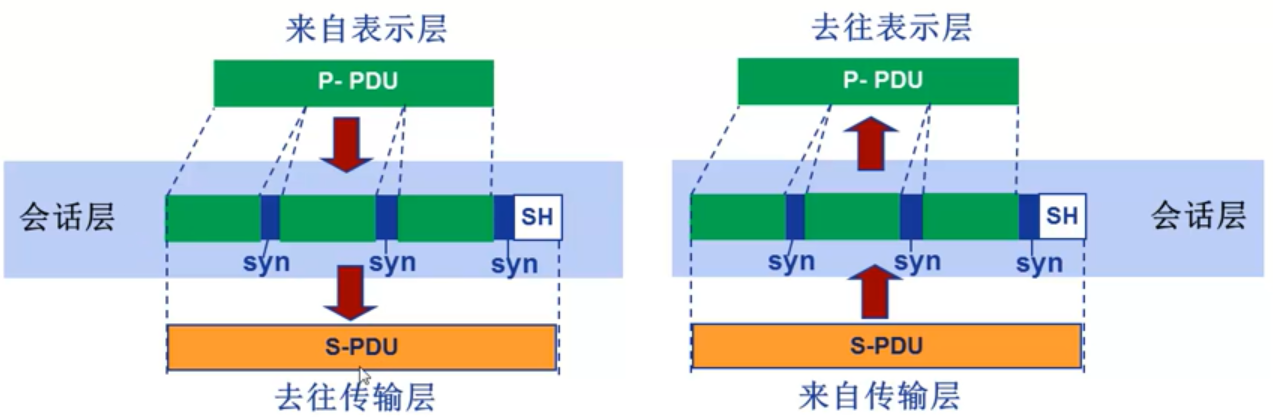 来自表示层
P- PDU
会话层
SH
syn
syn
syn
S-PDU
去往传输层
去往表示层
P- PDU
SH
会话层
syn
syn
syn
S-PDU
来自传输层